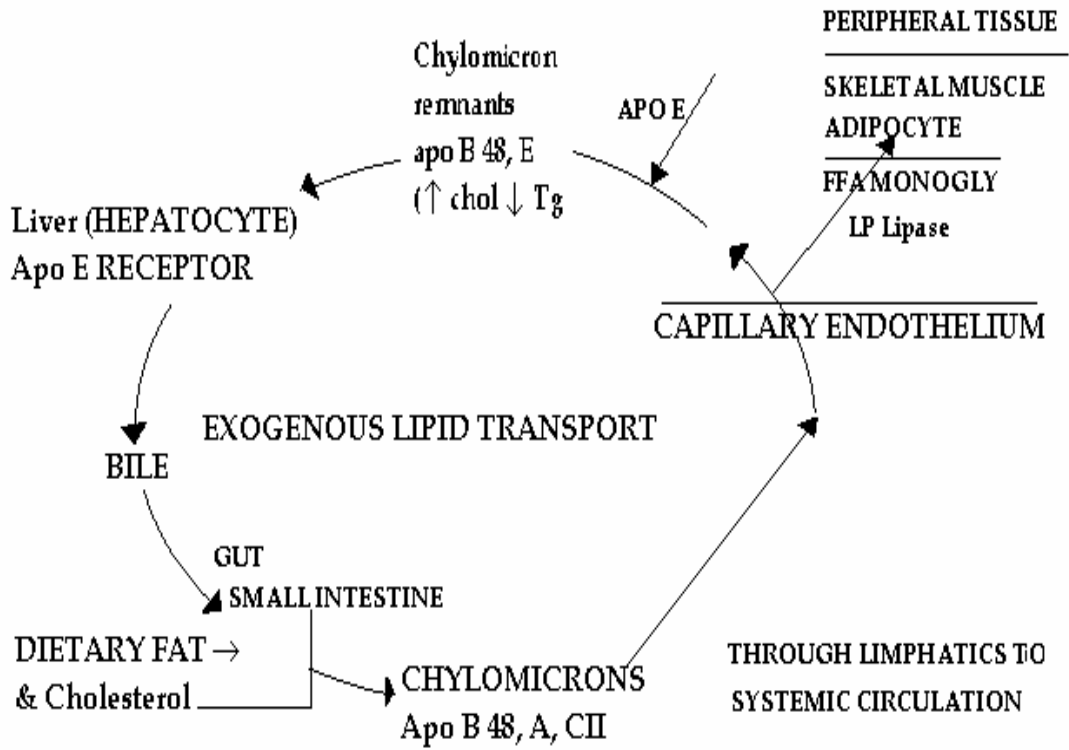 PERIPHERAL TISSUE
SKELETAL MUSCLE
ADIPOCYTE
FFA MONOGLY
LP Lipase
CAPILLARY ENDOTHELIUM
APO E
Chylomicron
remnants
apo B 48, E
(↑ chol ↓ Tg
Liver (HEPATOCYTE)
Apo E RECEPTOR
EXOGENOUS LIPID TRANSPORT
BILE
GUT
SMALL INTESTINE
DIETARY FAT →
& Cholesterol
CHYLOMICRONS
Apo B 48, A, CII
THROUGH LIMPHATICS TO
SYSTEMIC CIRCULATION